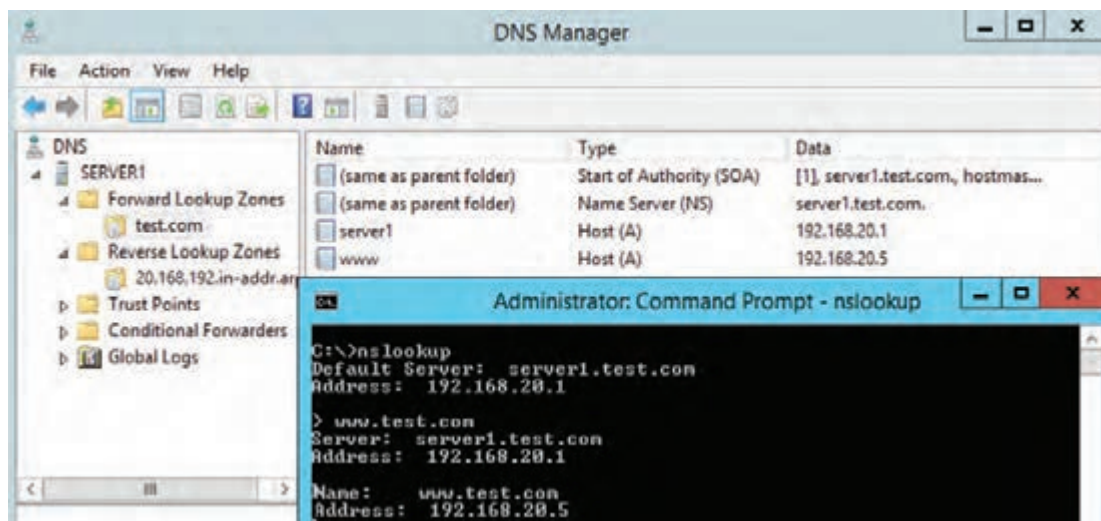 DNS Manager
File Action View Help
DNS
SERVER1
Forward Lookup Zones
test.com
Reverse Lookup Zones
20.168.192.in-addr.arp
Trust Points
Conditional Forwarders
Global Logs
Name Type Data
(same as parent folder) Start of Authority (SOA) [1], server1.test.com., hostmas...
(same as parent folder) Name Server (NS) server1.test.com.
server1 Host (A) 192.168.20.1
www Host (A) 192.168.20.5
Administrator: Command Prompt - nslookup
C:\>nslookup
Default Server: server1.test.com
Address: 192.168.20.1
> www.test.com
Server: server1.test.com
Address: 192.168.20.1
Name: www.test.com
Address: 192.168.20.5